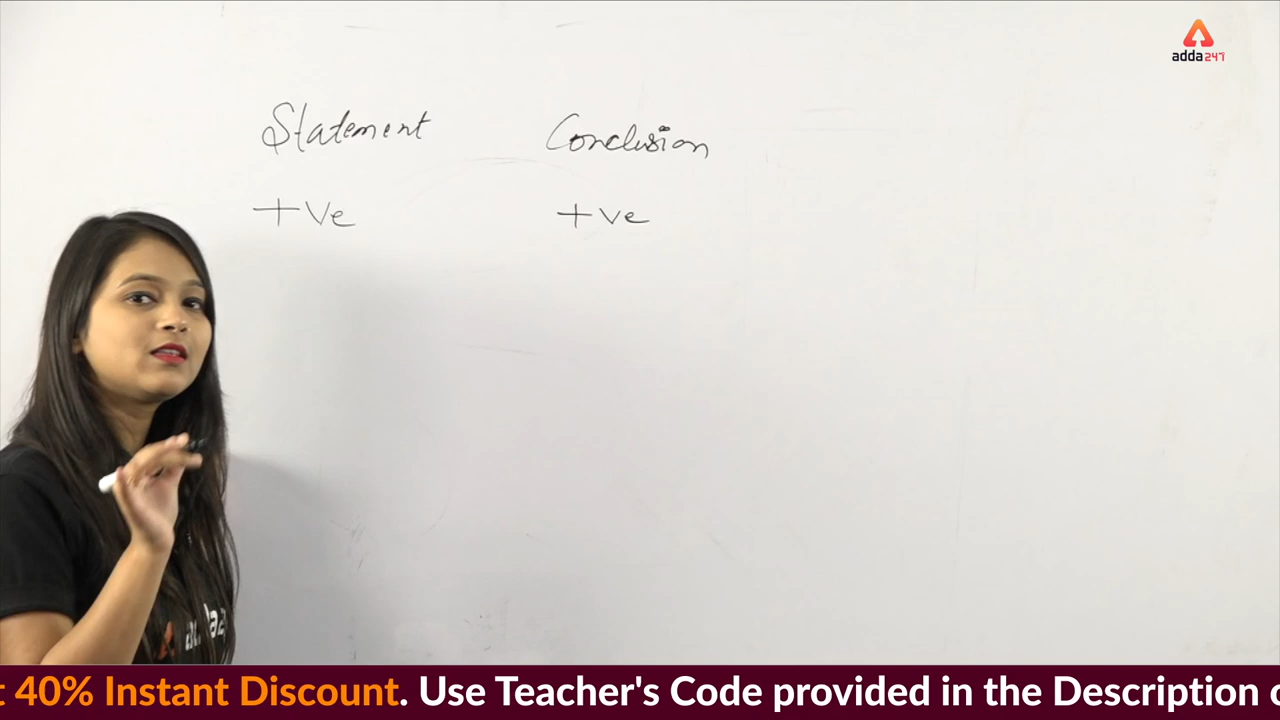 adda247
Statement Conclusion
+ve +ve
t 40% Instant Discount. Use Teacher's Code provided in the Description o